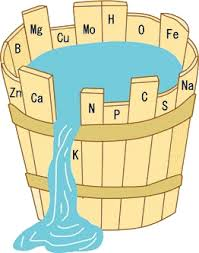 Mg Cu Mo H O Fe
B
Zn Ca N P C S Na
K